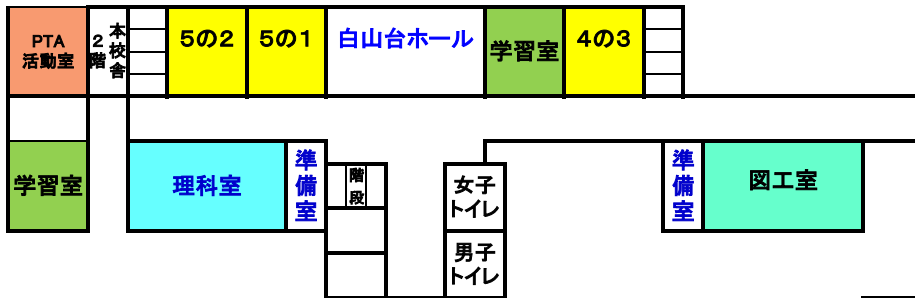 PTA
活動室
本校舎
2階
5の2
5の1
白山台ホール
学習室
4の3
学習室
理科室
準備室
階段
女子
トイレ
男子
トイレ
準備室
図工室